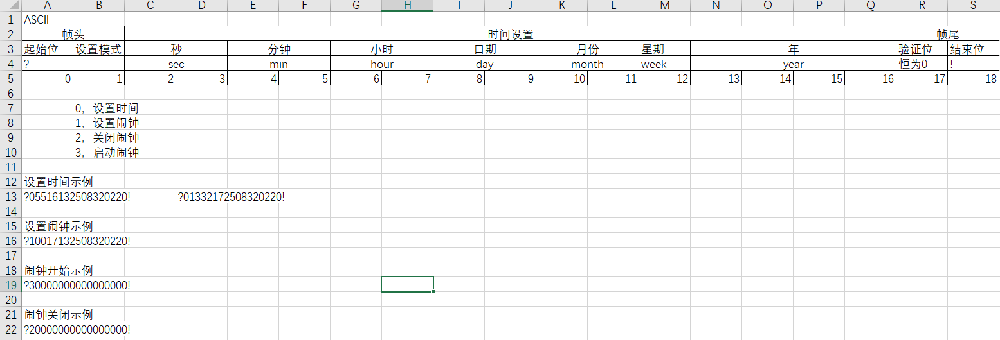 A B C D E F G H I J K L M N O P Q R S
1 ASCII
2 帧头 时间设置 帧尾
3 起始位 设置模式 秒 分钟 小时 日期 月份 星期 年 验证位 结束位
4 ? sec min hour day month week year 恒为0 !
5 0 1 2 3 4 5 6 7 8 9 10 11 12 13 14 15 16 17 18
6
7 0，设置时间
8 1，设置闹钟
9 2，关闭闹钟
10 3，启动闹钟
11
12 设置时间示例
13 ?05516132508320220! ?01332172508320220!
14
15 设置闹钟示例
16 ?10017132508320220!
17
18 闹钟开始示例
19 ?30000000000000000!
20
21 闹钟关闭示例
22 ?20000000000000000!